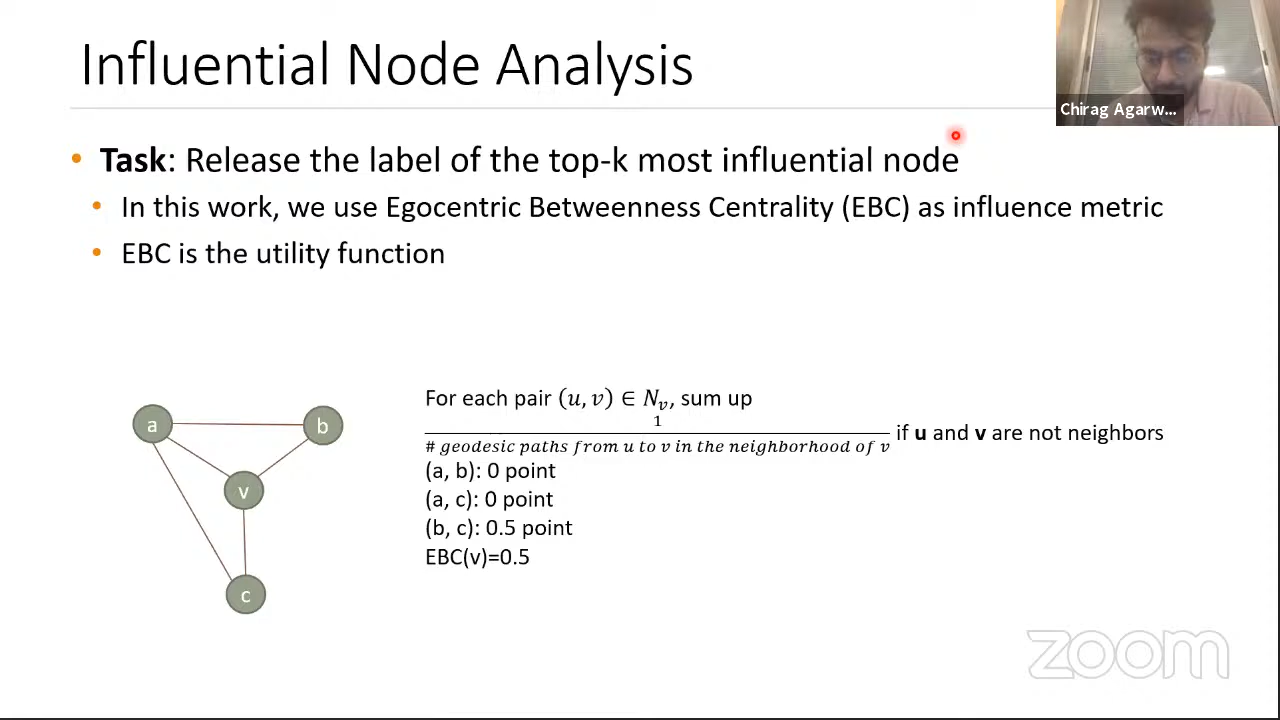 Influential Node Analysis
Chirag Agarw...
• Task: Release the label of the top-k most influential node
• In this work, we use Egocentric Betweenness Centrality (EBC) as influence metric
• EBC is the utility function
a
b
v
c
For each pair (u, v) ∈ N_v, sum up
1
# geodesic paths from u to v in the neighborhood of v if u and v are not neighbors
(a, b): 0 point
(a, c): 0 point
(b, c): 0.5 point
EBC(v)=0.5
zoom